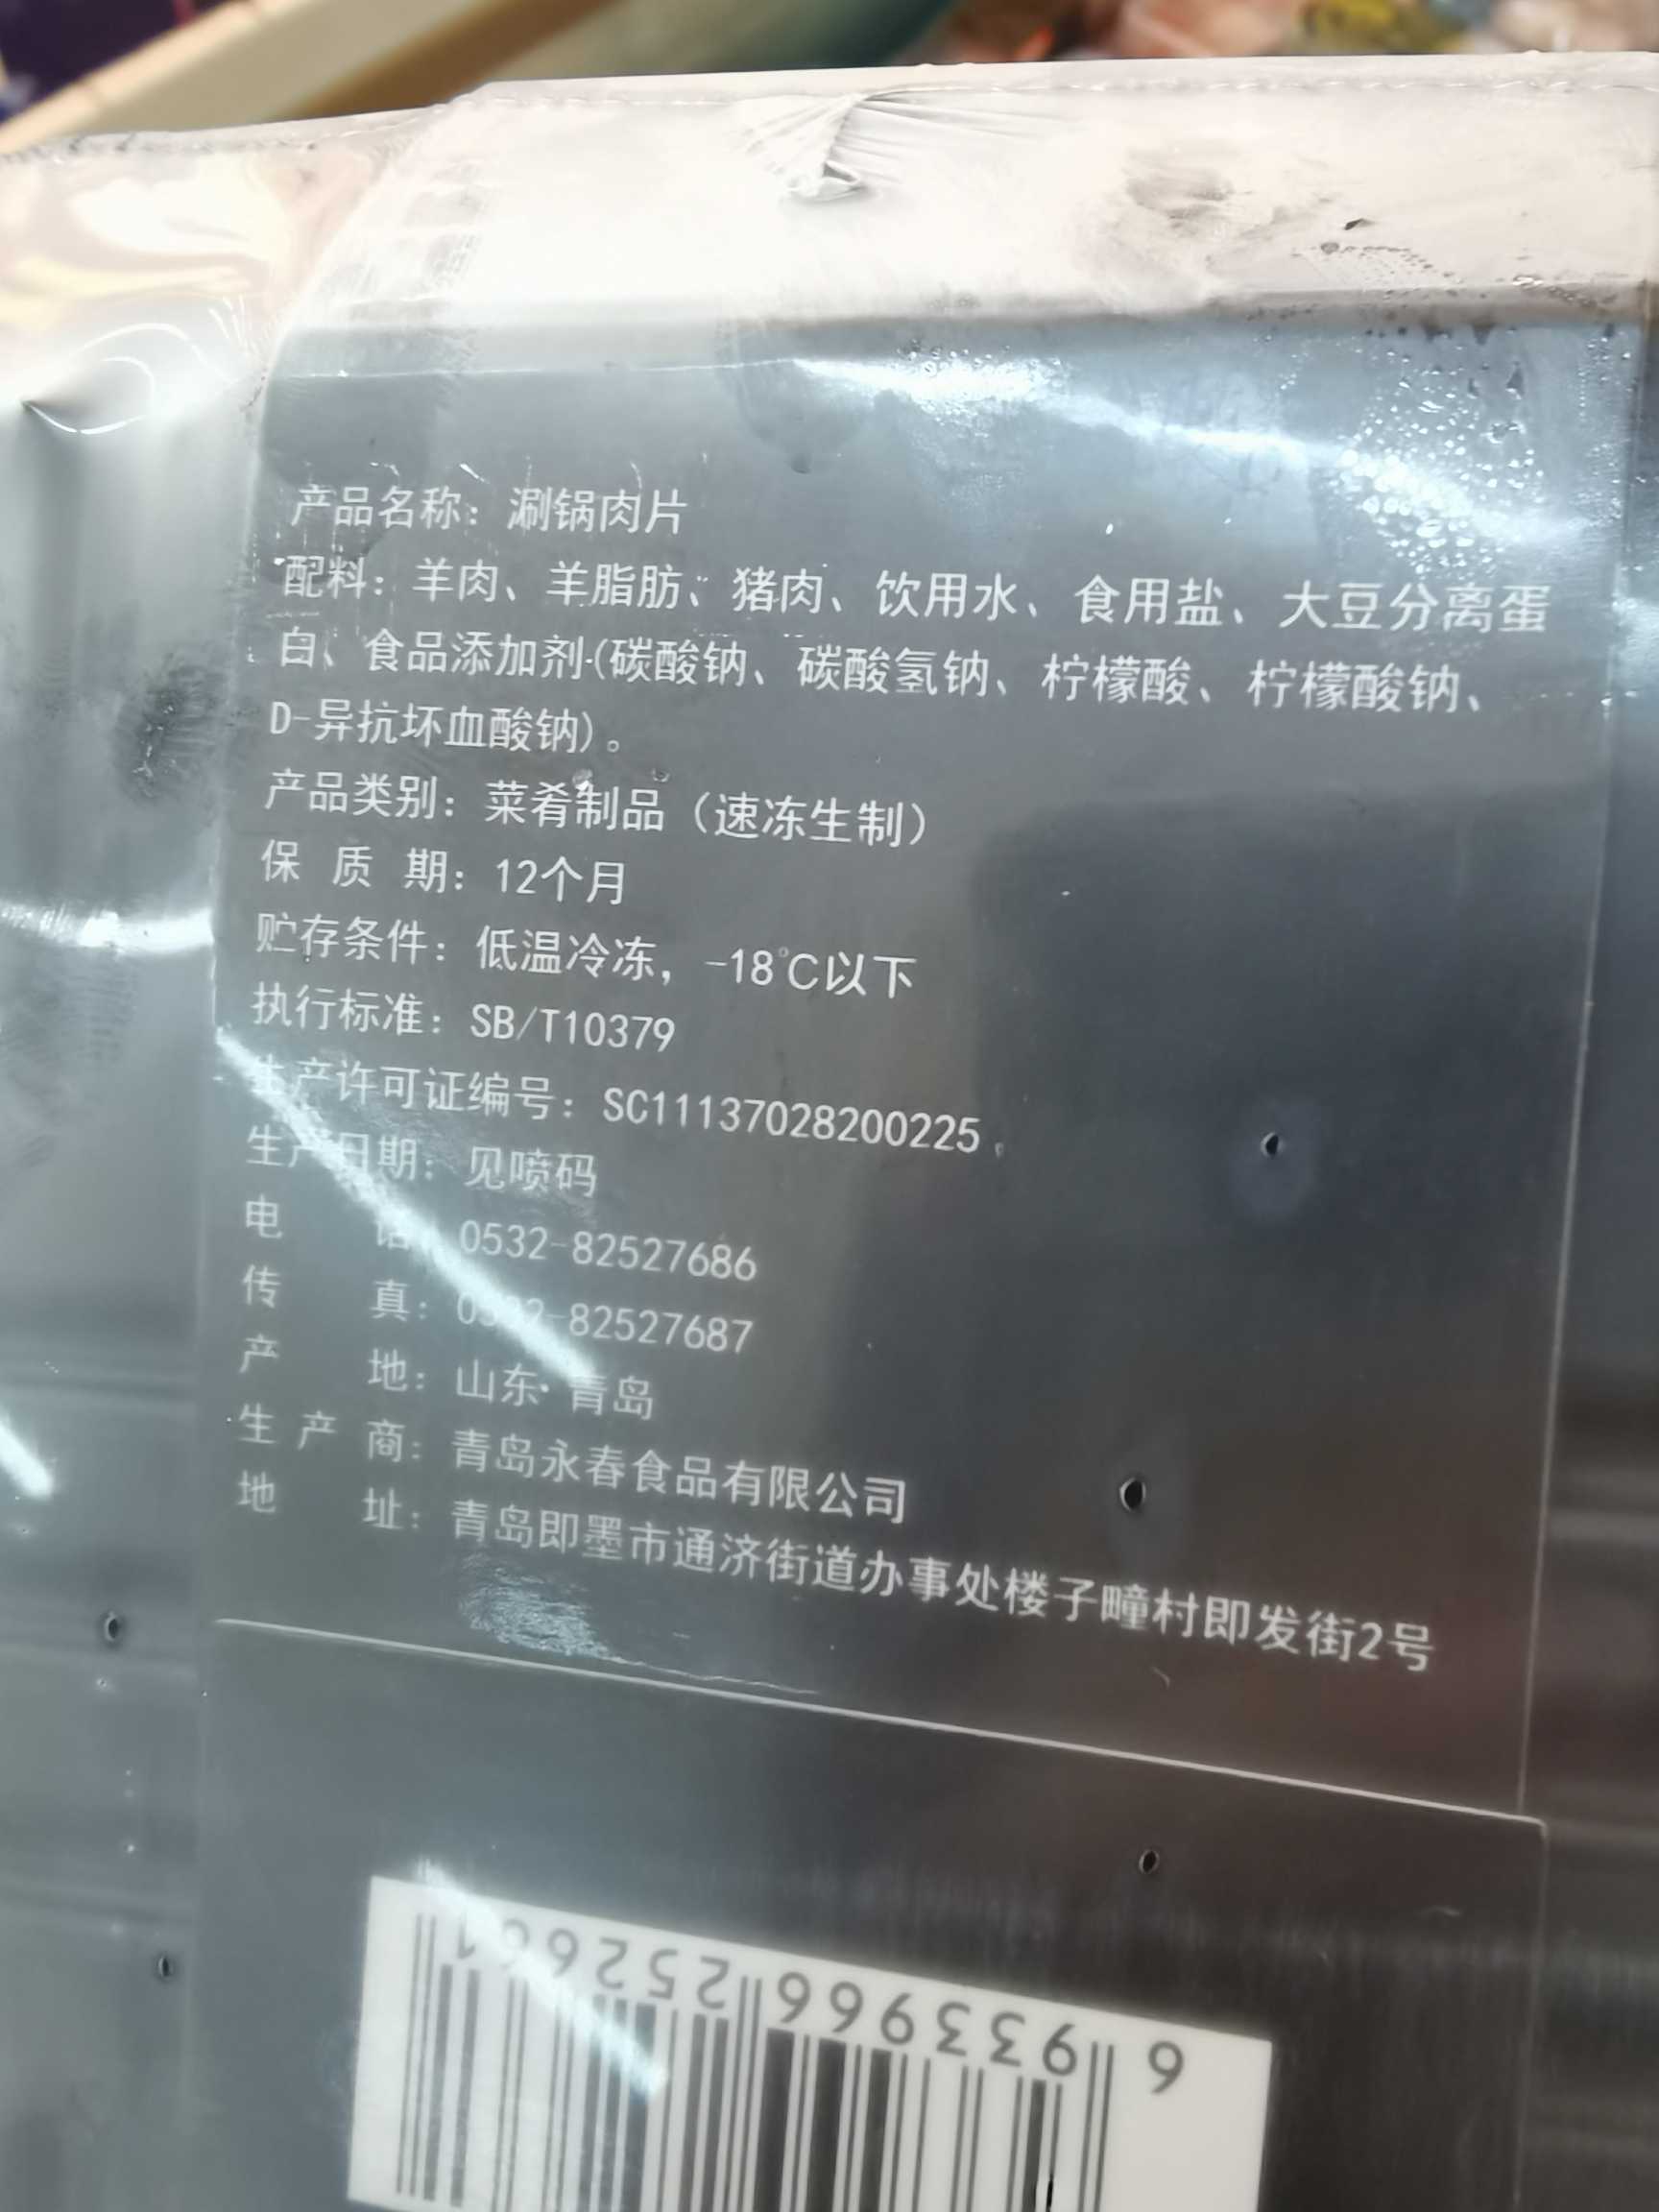 产品名称：涮锅肉片
配料：羊肉、羊脂肪、猪肉、饮用水、食用盐、大豆分离蛋
白、食品添加剂(碳酸钠、碳酸氢钠、柠檬酸、柠檬酸钠、
D-异抗坏血酸钠)。
产品类别：菜肴制品（速冻生制）
保 质 期：12个月
贮存条件：低温冷冻，-18℃以下
执行标准：SB/T10379
生产许可证编号：SC11137028200225
生产日期：见喷码
电 话：0532-82527686
传 真：0532-82527687
产 地：山东·青岛
生 产 商：青岛永春食品有限公司
地 址：青岛即墨市通济街道办事处楼子疃村即发街2号
6 933966